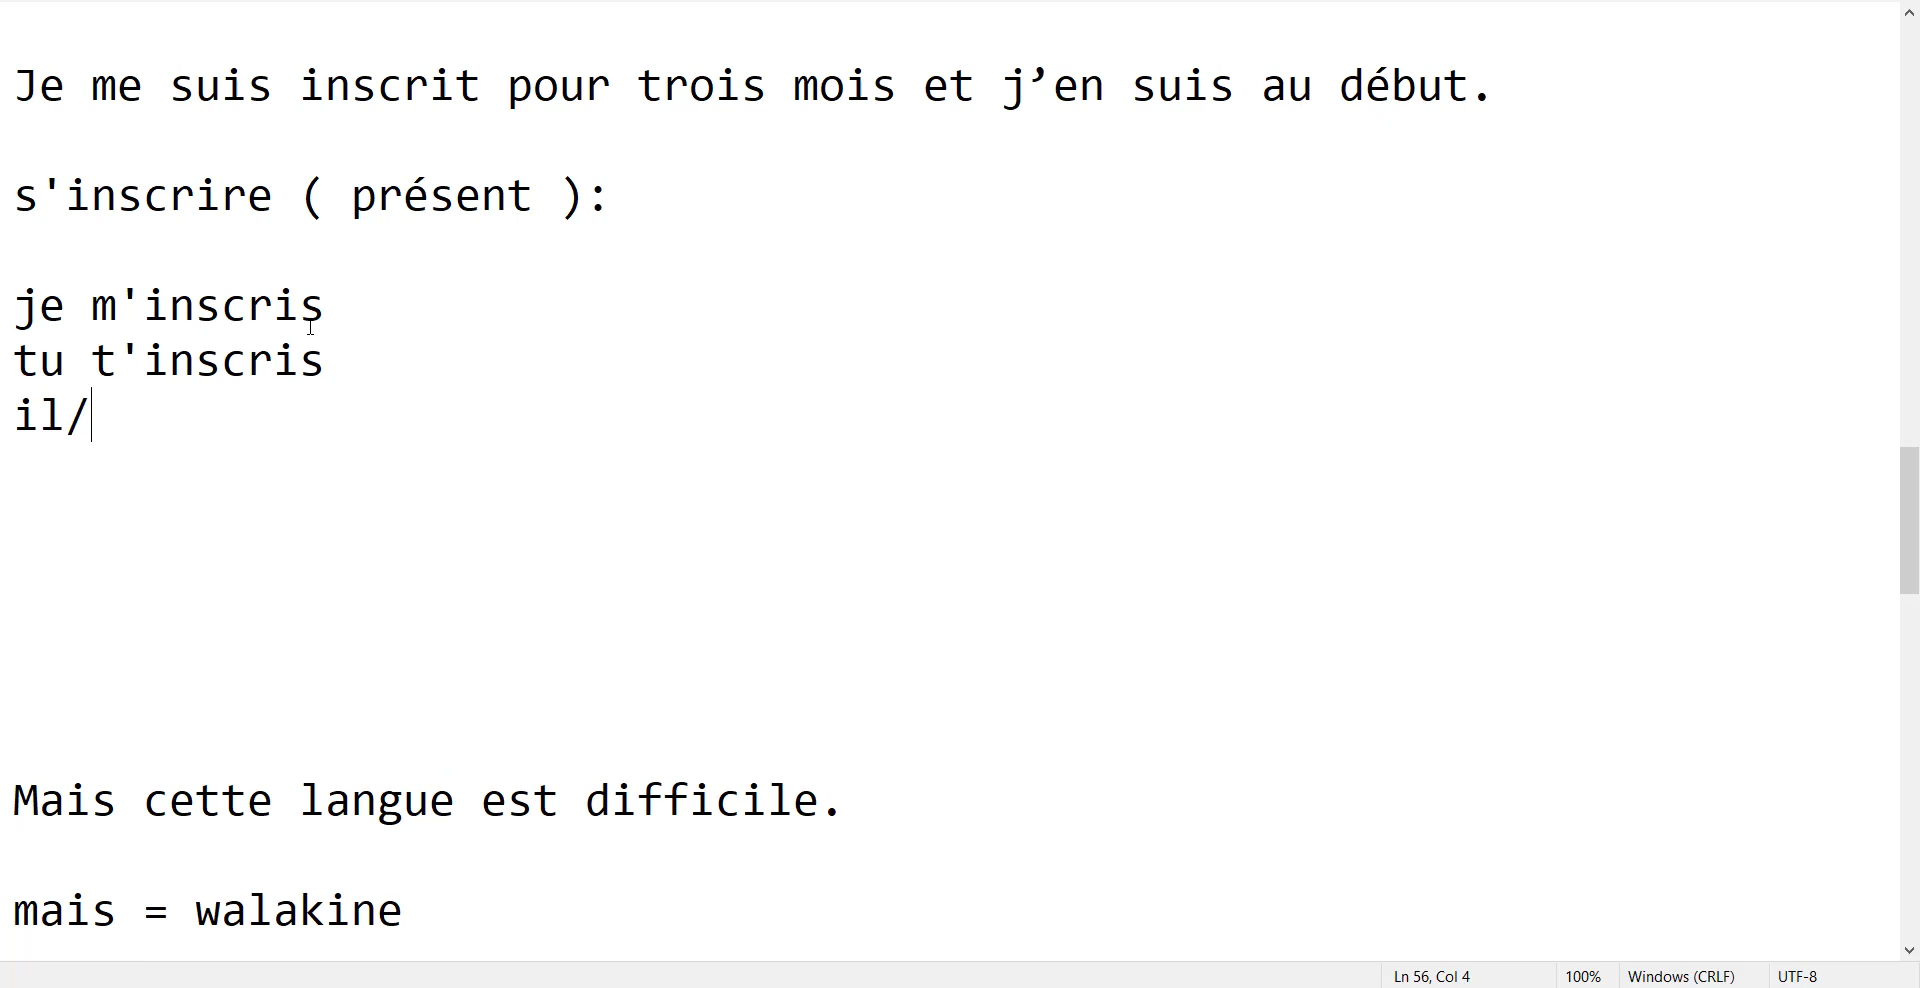 Je me suis inscrit pour trois mois et j’en suis au début.
s'inscrire ( présent ):
je m'inscris
tu t'inscris
il/
Mais cette langue est difficile.
mais = walakine
Ln 56, Col 4 100% Windows (CRLF) UTF-8